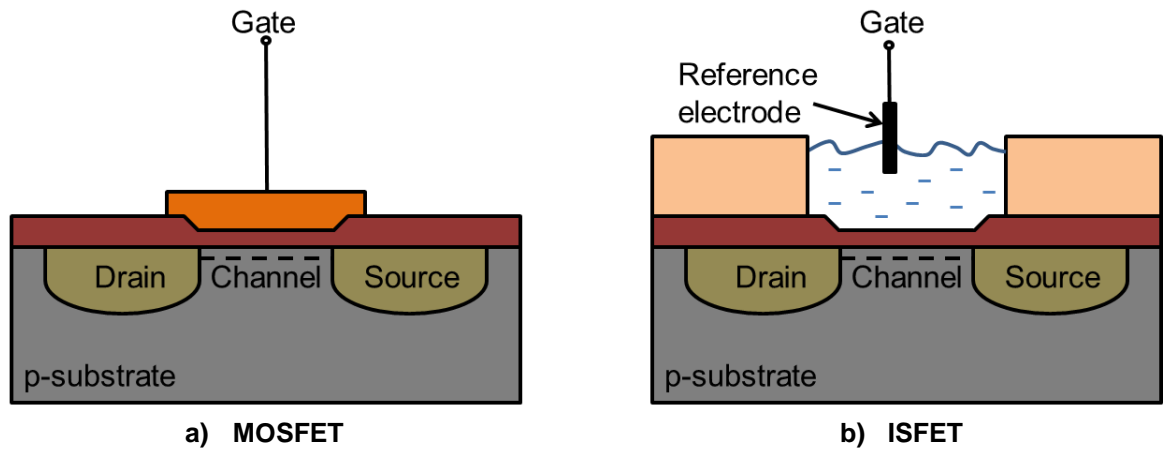 Gate
Drain
Channel
Source
p-substrate
a) MOSFET
Gate
Reference
electrode
Drain
Channel
Source
p-substrate
b) ISFET